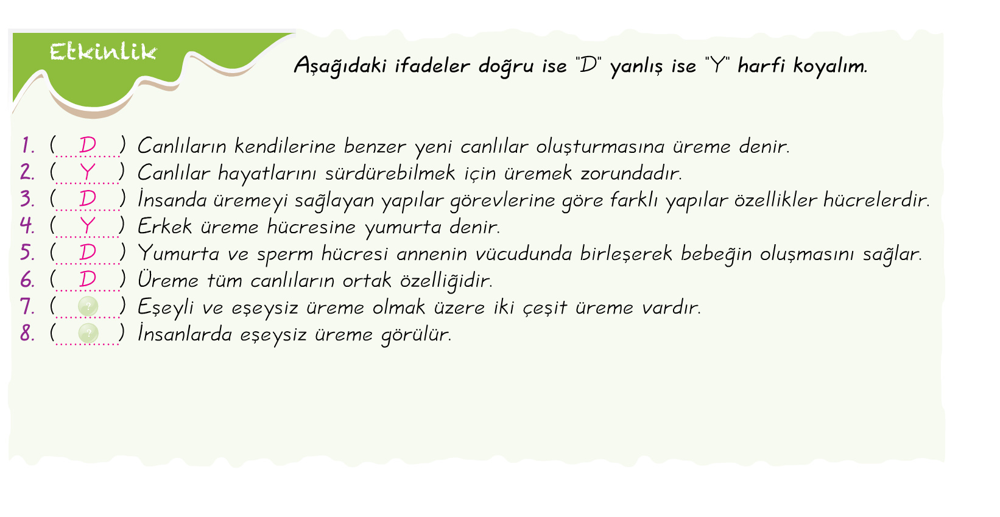 Etkinlik
Aşağıdaki ifadeler doğru ise "D" yanlış ise "Y" harfi koyalım.
1. ( D ) Canlıların kendilerine benzer yeni canlılar oluşturmasına üreme denir.
2. ( Y ) Canlılar hayatlarını sürdürebilmek için üremek zorundadır.
3. ( D ) İnsanda üremeyi sağlayan yapılar görevlerine göre farklı yapılar özellikler hücrelerdir.
4. ( Y ) Erkek üreme hücresine yumurta denir.
5. ( D ) Yumurta ve sperm hücresi annenin vücudunda birleşerek bebeğin oluşmasını sağlar.
6. ( D ) Üreme tüm canlıların ortak özelliğidir.
7. ( ? ) Eşeyli ve eşeysiz üreme olmak üzere iki çeşit üreme vardır.
8. ( ? ) İnsanlarda eşeysiz üreme görülür.